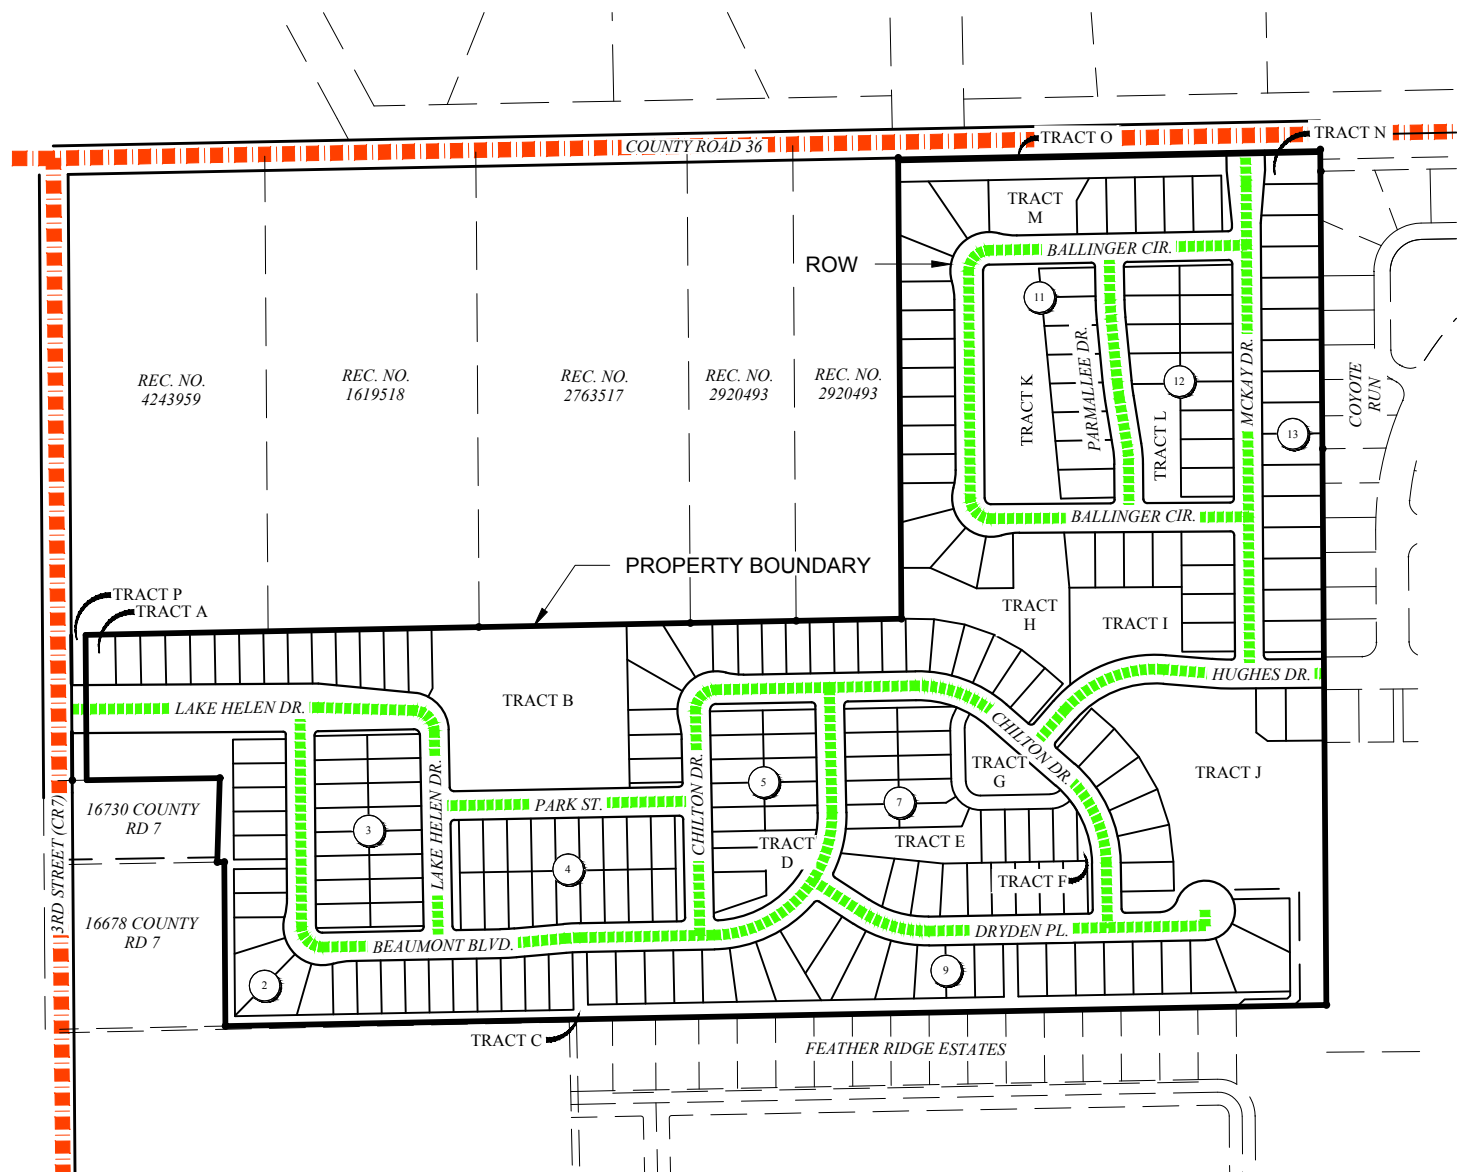 COUNTY ROAD 36
TRACT O
TRACT N
TRACT
M
BALLINGER CIR.
ROW
11
PARMALLEE DR.
MCKAY DR.
12
TRACT K
TRACT L
13
COYOTE
RUN
REC. NO.
4243959
REC. NO.
1619518
REC. NO.
2763517
REC. NO.
2920493
REC. NO.
2920493
BALLINGER CIR.
PROPERTY BOUNDARY
TRACT P
TRACT A
TRACT
H
TRACT I
HUGHES DR.
TRACT B
LAKE HELEN DR.
CHILTON DR.
TRACT
G
TRACT J
LAKE HELEN DR.
PARK ST.
CHILTON DR.
5
7
3
4
16730 COUNTY
RD 7
TRACT
D
TRACT E
TRACT F
3RD STREET (CR7)
16678 COUNTY
RD 7
BEAUMONT BLVD.
DRYDEN PL.
2
9
TRACT C
FEATHER RIDGE ESTATES